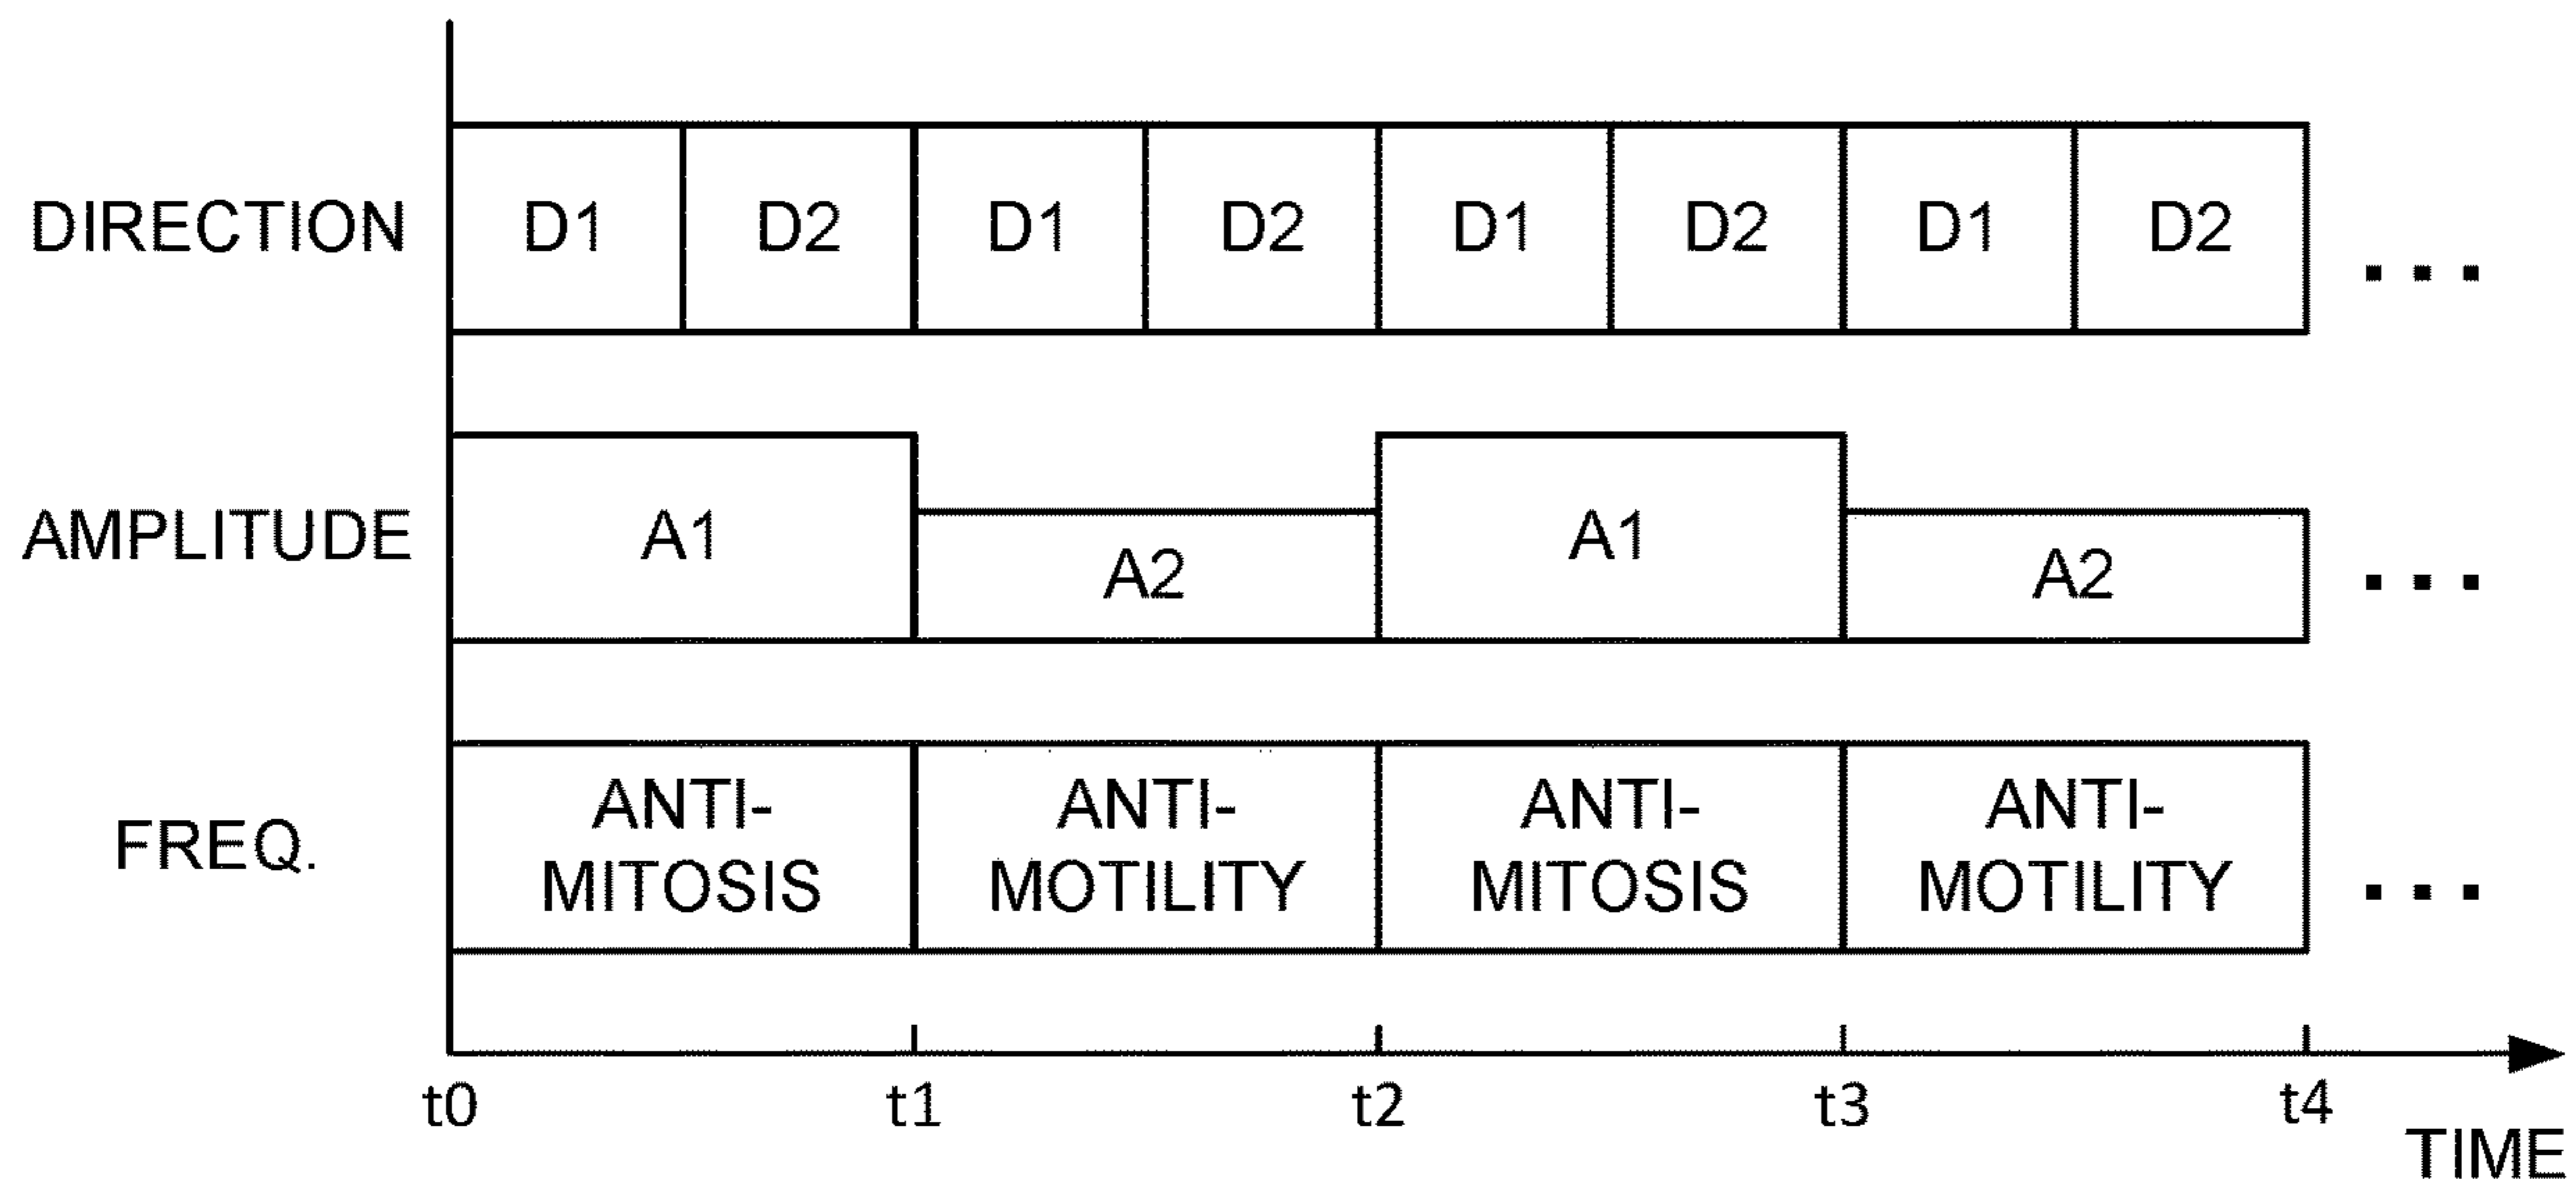 DIRECTION D1 D2 D1 D2 D1 D2 D1 D2 ...
AMPLITUDE A1 A2 A1 A2 ...
FREQ. ANTI- ANTI- ANTI- ANTI-
MITOSIS MOTILITY MITOSIS MOTILITY ...
t0 t1 t2 t3 t4
TIME